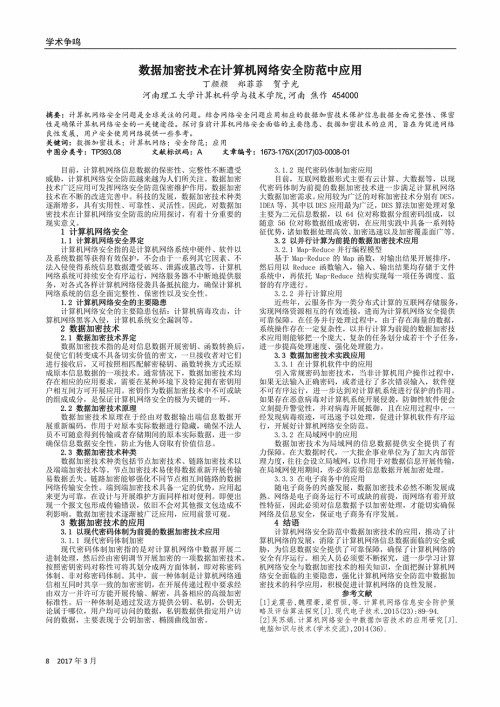 学术争鸣
数据加密技术在计算机网络安全防范中应用
丁颜颜 郑菲菲 贺子光
河南理工大学计算机科学与技术学院,河南 焦作 454000
摘要：计算机网络安全问题是全球关注的问题。结合网络安全问题应用相应的数据加密技术保护信息数据全面完整性、保密
性是确保计算机网络安全的一关键途径。探讨当前计算机网络安全面临的主要隐患、数据加密技术的应用，旨在为促进网络
良性发展，用户安全使用网络提供一些参考。
关键词：数据加密技术；计算机网络；安全防范；应用
中图分类号：TP393.08 文献标识码：A 文章编号：1673-176X(2017)03-0008-01
目前，计算机网络信息数据的保密性、完整性不断遭受
威胁，计算机网络安全防范越来越为人们所关注。数据加密
技术广泛应用可发挥网络安全防范保密维护作用。数据加密
技术在不断的改进完善中。科技的发展，数据加密技术种类
逐渐增多，具有实用性、可靠性、灵活性。因此，对数据加
密技术在计算机网络安全防范的应用探讨，有着十分重要的
现实意义。
1 计算机网络安全
1.1 计算机网络安全界定
计算机网络安全指的是计算机网络系统中硬件、软件以
及系统数据等获得有效保护，不会由于一系列其它因素、不
法入侵使得系统信息数据遭受破坏、泄露或篡改等，计算机
网络系统可持续安全有序运行，网络服务器不中断地提供服
务，对各式各样计算机网络侵袭具备抵抗能力，确保计算机
网络系统的信息全面完整性、保密性以及安全性。
1.2 计算机网络安全的主要隐患
计算机网络安全的主要隐患包括：计算机病毒攻击，计
算机网络黑客入侵，计算机系统安全漏洞等。
2 数据加密技术
2.1 数据加密技术界定
数据加密技术指的是对信息数据开展密钥、函数转换后，
促使它们转变成不具备切实价值的密文，一旦接收者对它们
进行接收后，又可按照相匹配解密秘钥、函数转换方式还原
成原本信息数据的一项技术。通常情况下，数据加密技术均
存在相应的应用要求，需要在某种环境下及特定拥有密钥用
户相互间方可开展应用。密钥作为数据加密技术中不可或缺
的组成成分，是保证计算机网络安全的极为关键的一环。
2.2 数据加密技术原理
数据加密技术原理在于经由对数据输出端信息数据开
展重新编码，作用于对原本实际数据进行隐藏，确保不法人
员不可随意得到传输或者存储期间的原本实际数据，进一步
确保信息数据安全性，防止为他人窃取有价值信息。
2.3 数据加密技术种类
数据加密技术种类包括节点加密技术、链路加密技术以
及端端加密技术等。节点加密技术易使得数据重新开展传输
易数据丢失。链路加密能够强化不同节点相互间链路的数据
网络传输安全性。端到端加密技术具备一定的优势，应用起
来更为可靠，在设计与开展维护方面同样相对便利。即便出
现一个报文包形成传输错误，依旧不会对其他报文包造成不
利影响。数据加密技术逐渐被广泛应用，应用前景可观。
3 数据加密技术的应用
3.1 以现代密码体制为前提的数据加密技术应用
3.1.1 现代密码体制加密
现代密码体制加密指的是对计算机网络中数据开展二
进制处理，然后经由密钥调节开展加密的一项数据加密技术。
按照密钥密码对称性可将其划分成两方面体制，即对称密码
体制、非对称密码体制。其中，前一种体制是计算机网络通
信相互同时共享一致的加密密钥，在开展传递过程中要求经
由双方一并许可方能开展传输、解密，具备相应的高级加密
标准性。后一种体制是通过发送方提供公钥、私钥，公钥无
论属于哪位，用户均可访问的数据，私钥数据供指定用户访
问的数据，主要表现于公钥加密、椭圆曲线加密。
3.1.2 现代密码体制加密应用
目前，互联网数据形式主要有云计算、大数据等，以现
代密码体制为前提的数据加密技术进一步满足计算机网络
大数据加密需求。应用较为广泛的对称加密技术分别有 DES、
IDEA 等，其中以 DES 应用最为广泛。DES 算法加密处理对象
主要为二元信息数据，以 64 位对称数据分组密码组成，以
随意 56 位对称数组成密钥，在应用实践中具备一系列特
征优势，诸如数据处理高效、加密迅速以及加密覆盖面广等。
3.2 以并行计算为前提的数据加密技术应用
3.2.1 Map-Reduce 并行编程模型
基于 Map-Reduce 的 Map 函数，对输出结果开展排序，
然后用以 Reduce 函数输入，输入、输出结果均存储于文件
系统中，再依托 Map-Reduce 结构实现每一项任务调度、监
督的有序进行。
3.2.2 并行计算应用
近些年，云服务作为一类分布式计算的互联网存储服务，
实现网络资源相互的有效连接，进而为计算机网络安全提供
可靠保障。在任务并行处理过程中，由于存在海量的数据，
系统操作存在一定复杂性，以并行计算为前提的数据加密技
术应用则能够把一个庞大、复杂的任务划分成若干个子任务，
进一步提高处理速度，强化处理能力。
3.3 数据加密技术实践应用
3.3.1 在计算机软件中的应用
引入常规密码加密技术，当非计算机用户操作过程中，
如果无法输入正确密码，或者进行了多次错误输入，软件便
不可有序运行，进一步达到对计算机系统进行保护的作用。
如果存在恶意病毒对计算机系统开展侵袭，防御性软件便会
立刻提升警觉性，并对病毒开展抵御，且在应用过程中，一
经发现病毒痕迹，可迅速予以处理，促进计算机软件有序运
行，开展好计算机网络安全防范。
3.3.2 在局域网中的应用
数据加密技术为局域网的信息数据提供安全提供了有
力保障。在大数据时代，一大批企事业单位为了加大内部管
理力度，往往会设立局域网，以作用于对数据信息开展传输，
在局域网使用期间，亦必须需要信息数据开展加密处理。
3.3.3 在电子商务中的应用
随电子商务的兴盛发展，数据加密技术必然不断发展成
熟。网络是电子商务运行不可或缺的前提，而网络有着开放
性特征，因此必须对信息数据予以加密处理，才能切实确保
网络及信息安全，保证电子商务有序发展。
4 结语
计算机网络安全防范中数据加密技术的应用，推动了计
算机网络的发展，消除了计算机网络信息数据面临的安全威
胁，为信息数据安全提供了可靠保障，确保了计算机网络的
安全有序运行。相关人员必须要不断探究，进一步学习计算
机网络安全与数据加密技术的相关知识，全面把握计算机网
络安全面临的主要隐患，强化计算机网络安全防范中数据加
密技术的科学应用，积极促进计算机网络的良性发展。
参考文献
[1]龙震岳,魏理豪,梁哲恒,等.计算机网络信息安全防护策
略及评估算法探究[J].现代电子技术,2015(23):89-94.
[2]吴苏娟.计算机网络安全中数据加密技术的应用研究[J].
电脑知识与技术(学术交流),2014(36).
8 2017 年 3 月